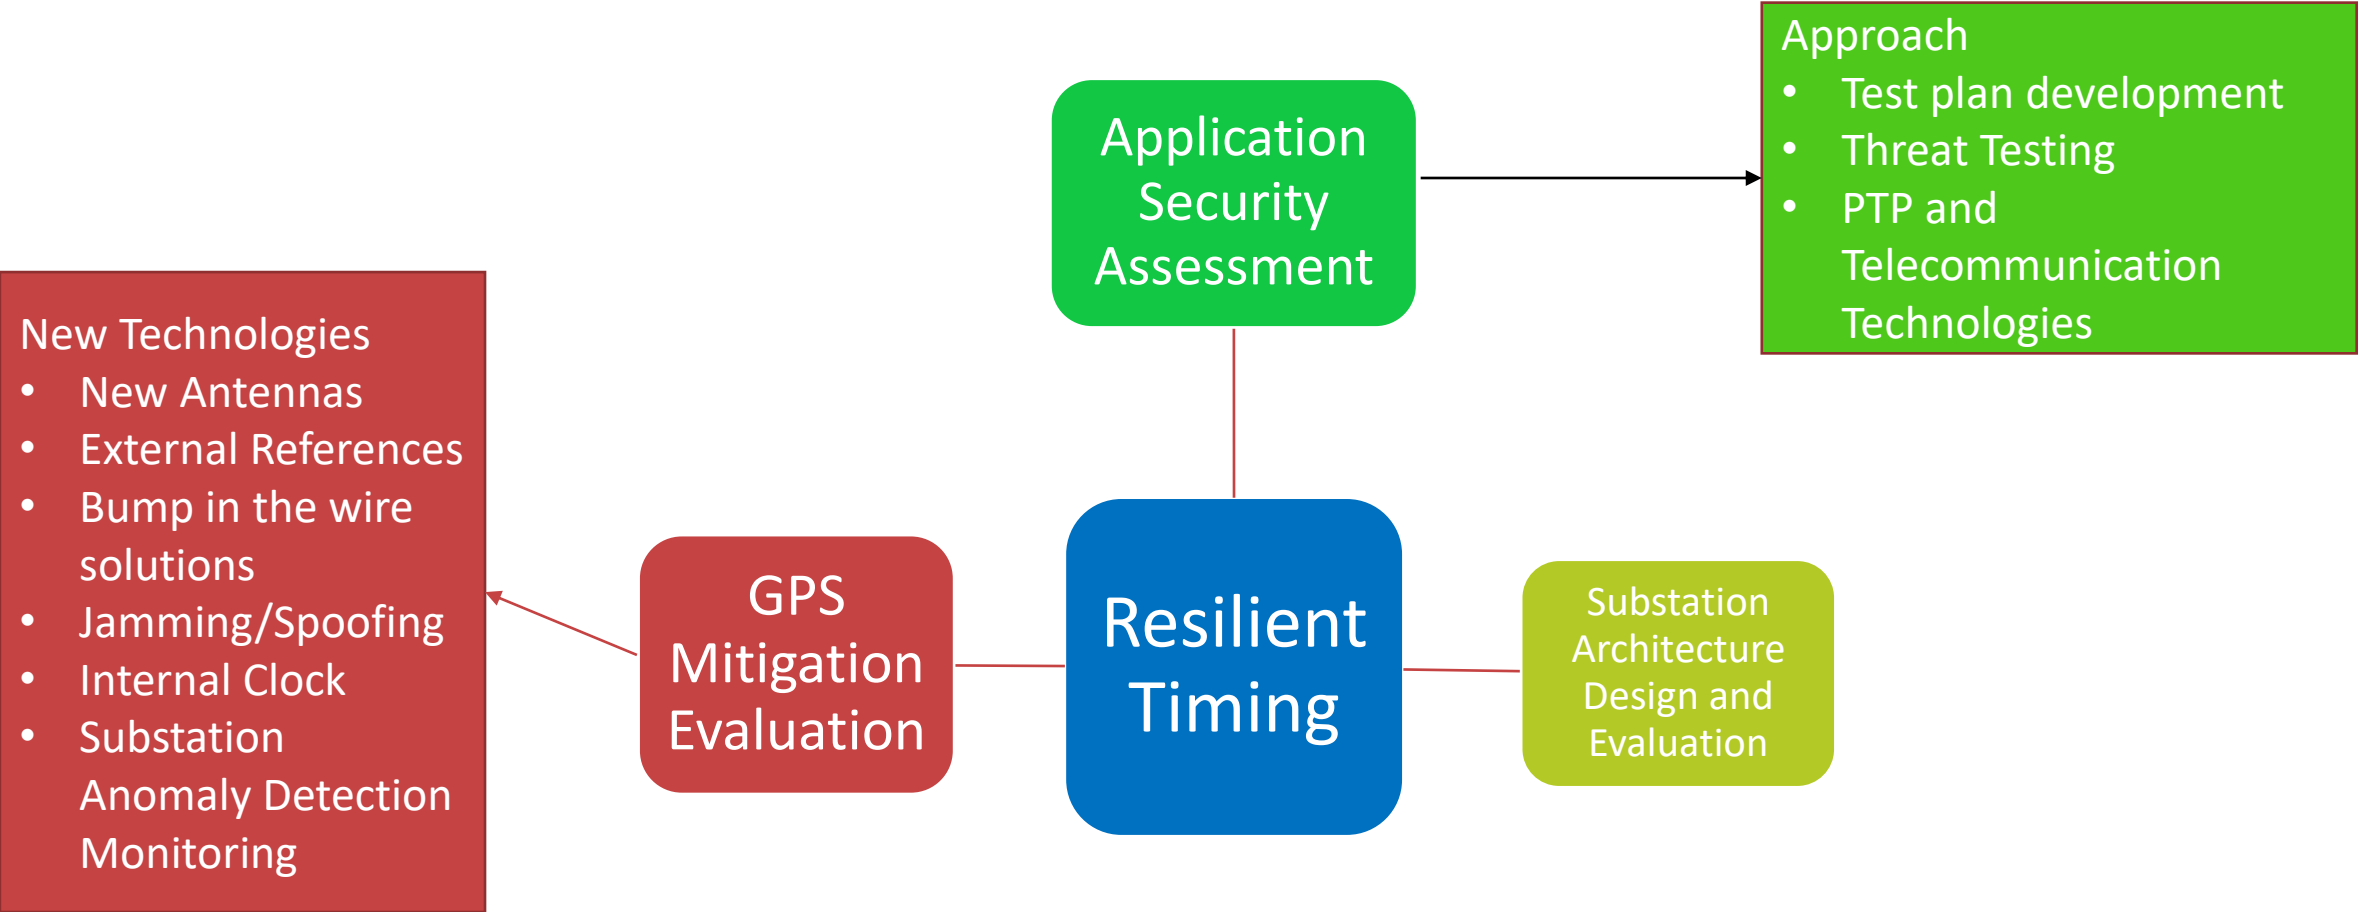 Approach
• Test plan development
• Threat Testing
• PTP and
Telecommunication
Technologies
Application
Security
Assessment
New Technologies
• New Antennas
• External References
• Bump in the wire
solutions
• Jamming/Spoofing
• Internal Clock
• Substation
Anomaly Detection
Monitoring
GPS
Mitigation
Evaluation
Resilient
Timing
Substation
Architecture
Design and
Evaluation